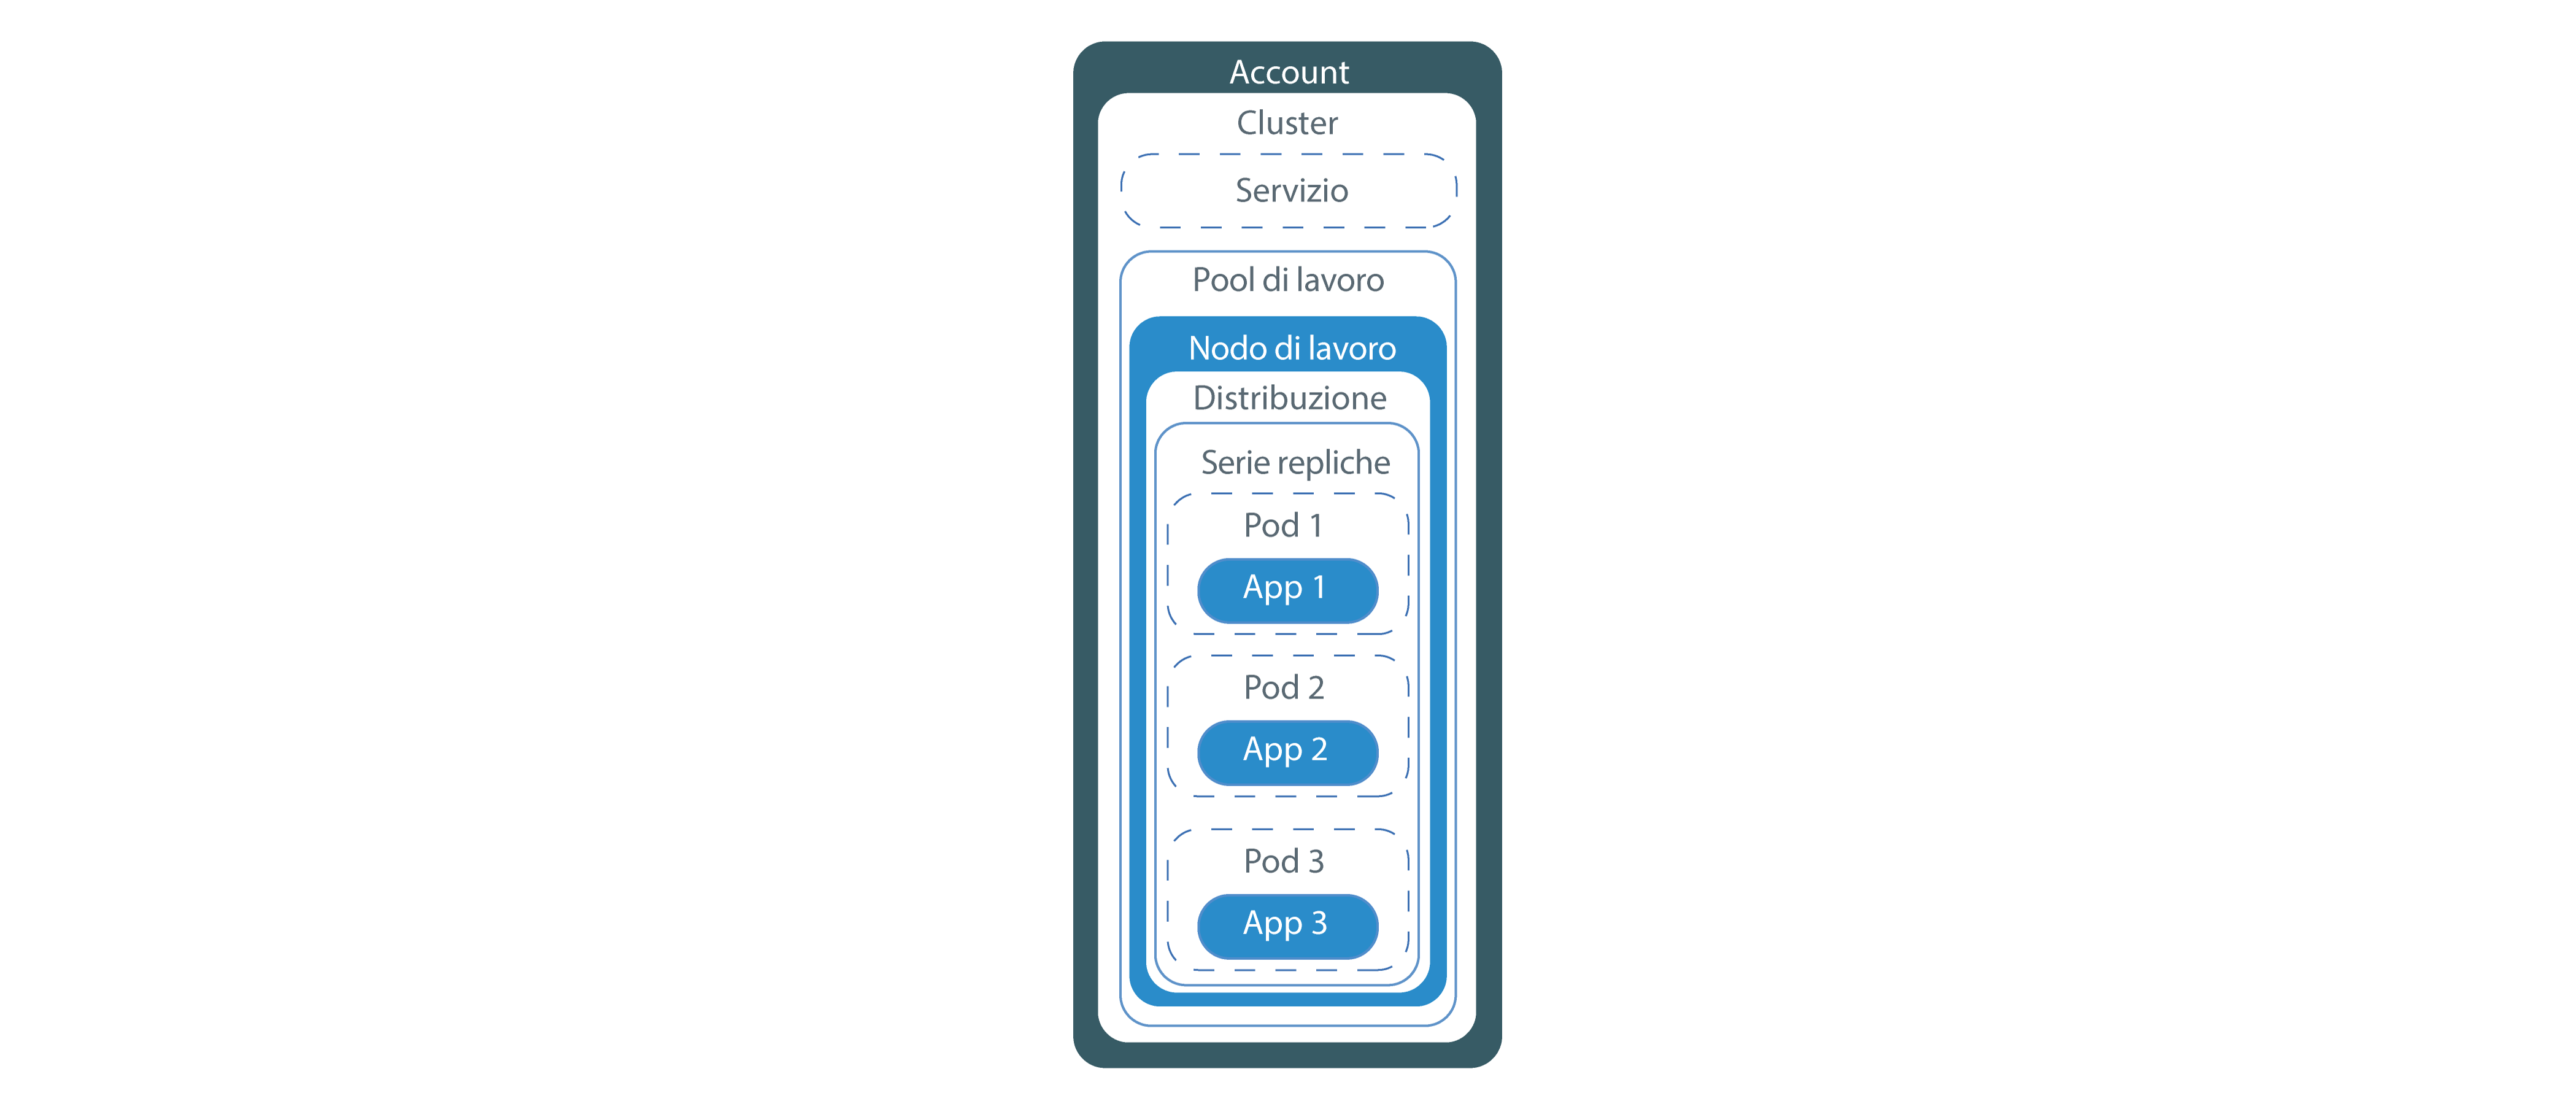 Account
Cluster
Servizio
Pool di lavoro
Nodo di lavoro
Distribuzione
Serie repliche
Pod 1
App 1
Pod 2
App 2
Pod 3
App 3